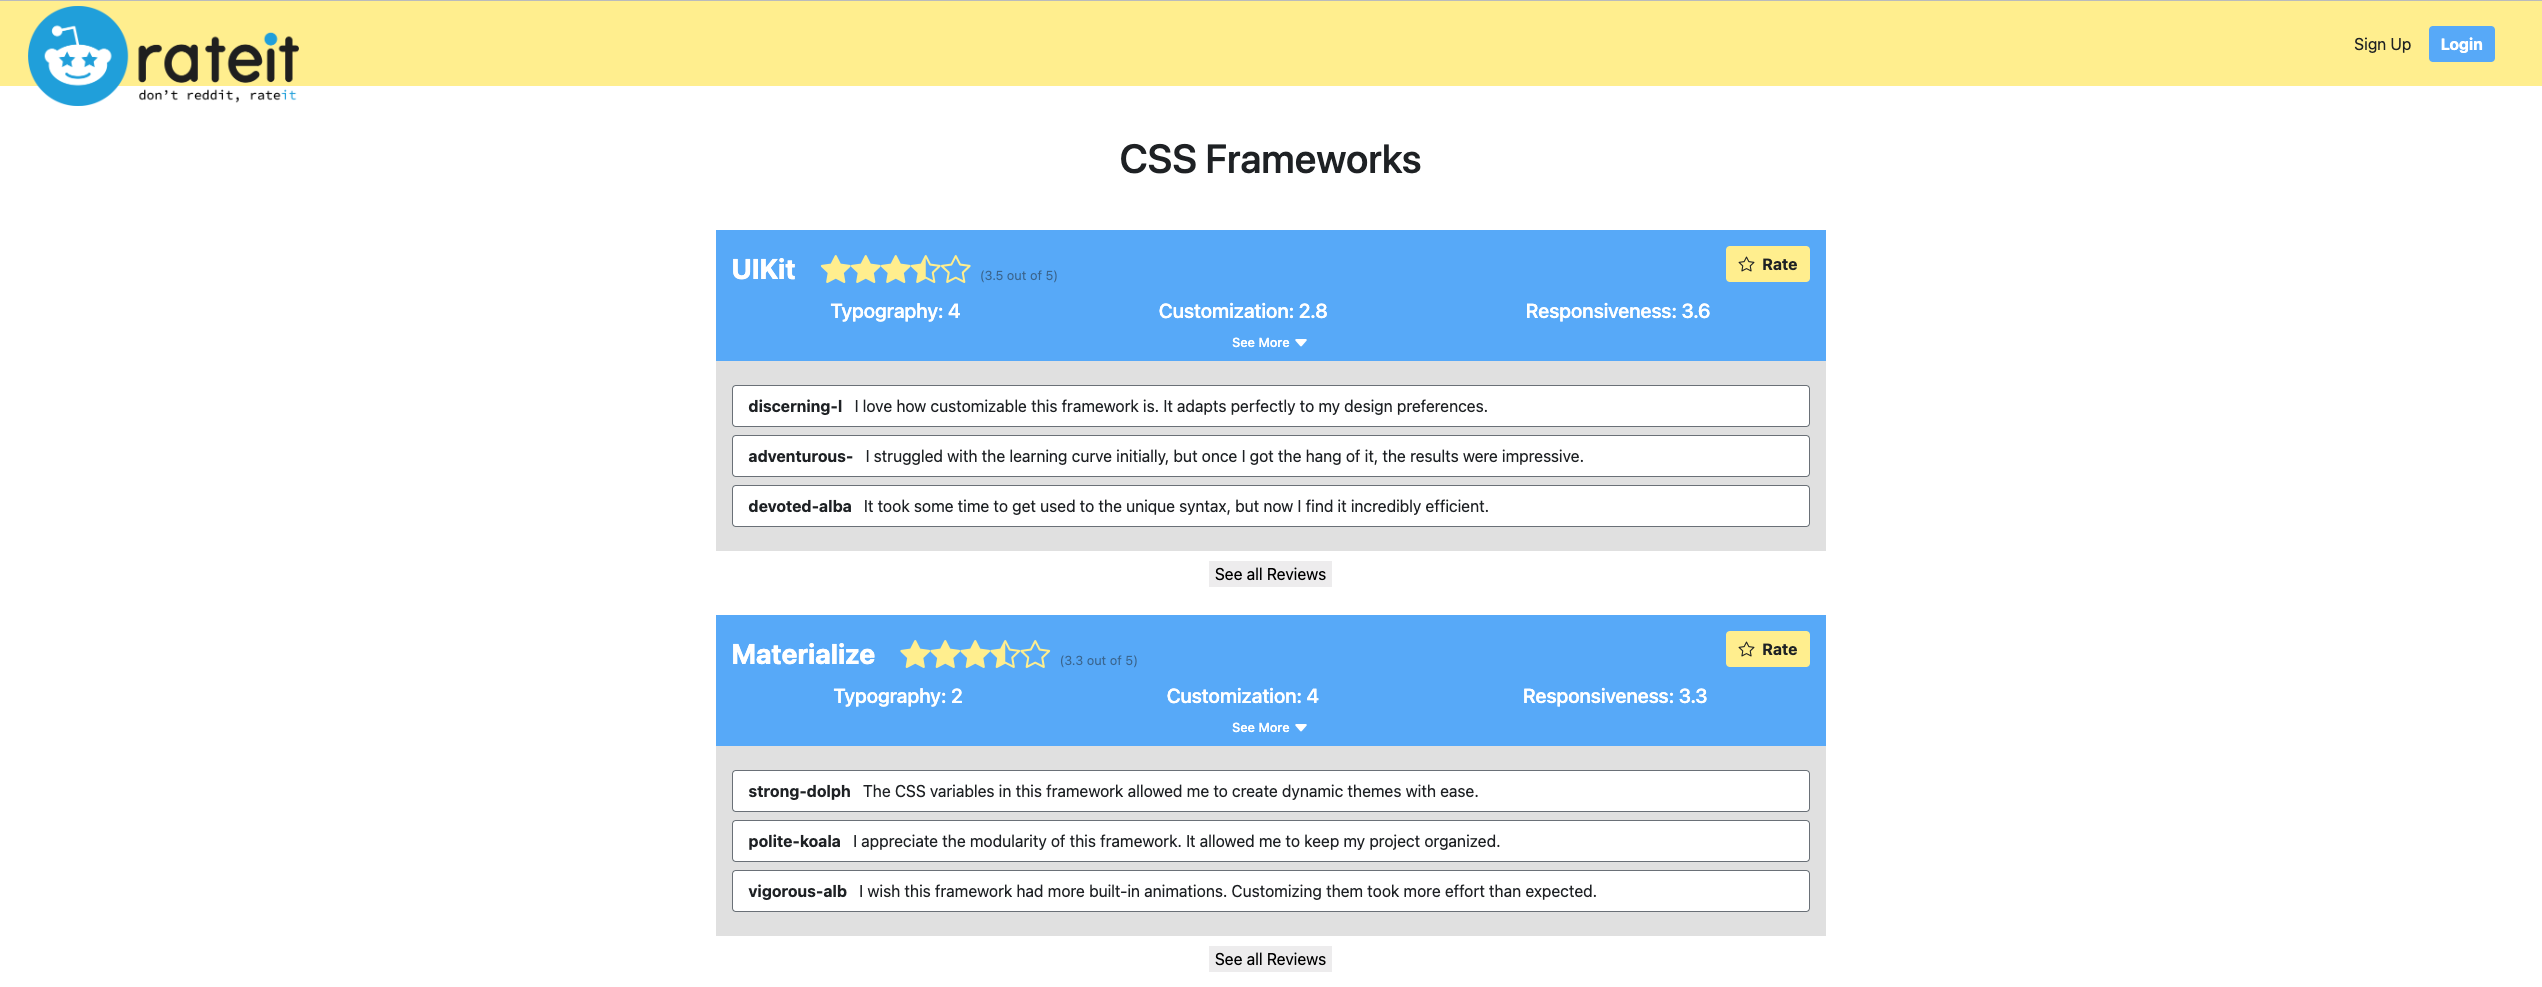 rateit
don't reddit, rateit
Sign Up Login
CSS Frameworks
UIKit (3.5 out of 5) Rate
Typography: 4 Customization: 2.8 Responsiveness: 3.6
See More
discerning-l I love how customizable this framework is. It adapts perfectly to my design preferences.
adventurous- I struggled with the learning curve initially, but once I got the hang of it, the results were impressive.
devoted-alba It took some time to get used to the unique syntax, but now I find it incredibly efficient.
See all Reviews
Materialize (3.3 out of 5) Rate
Typography: 2 Customization: 4 Responsiveness: 3.3
See More
strong-dolph The CSS variables in this framework allowed me to create dynamic themes with ease.
polite-koala I appreciate the modularity of this framework. It allowed me to keep my project organized.
vigorous-alb I wish this framework had more built-in animations. Customizing them took more effort than expected.
See all Reviews